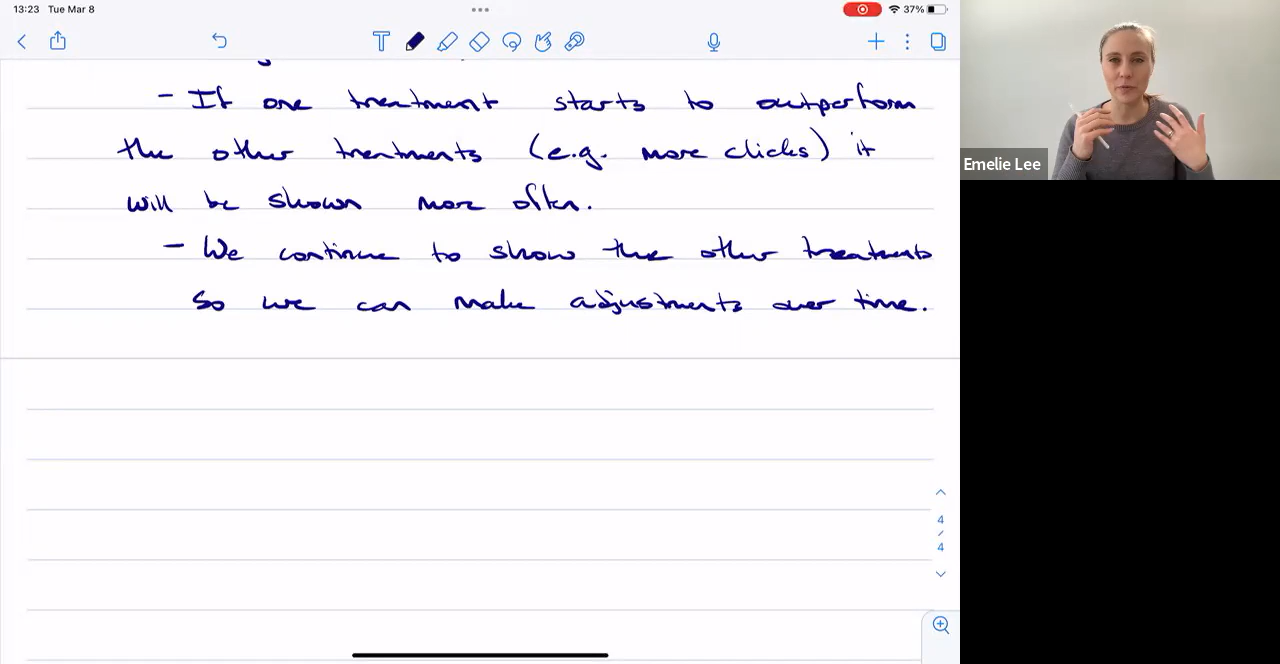 13:23 Tue Mar 8
37%
- If one treatment starts to outperform
the other treatments (e.g. more clicks) it
will be shown more often.
- We continue to show the other treatments
so we can make adjustments over time.
Emelie Lee
4
/
4